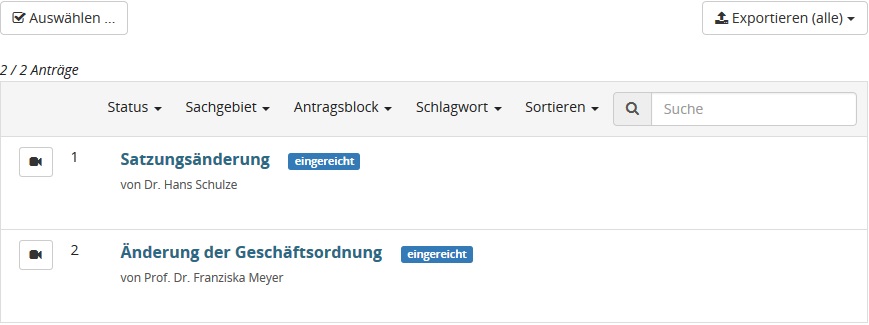 Auswählen ...
Exportieren (alle)
2 / 2 Anträge
Status Sachgebiet Antragsblock Schlagwort Sortieren Suche
1 Satzungsänderung eingereicht
von Dr. Hans Schulze
2 Änderung der Geschäftsordnung eingereicht
von Prof. Dr. Franziska Meyer